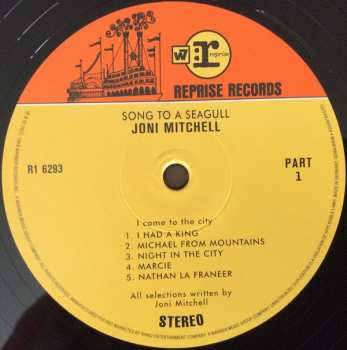 W
r
reprise
REPRISE RECORDS
SONG TO A SEAGULL
JONI MITCHELL
R1 6293
PART
1
I came to the city
1. I HAD A KING
2. MICHAEL FROM MOUNTAINS
3. NIGHT IN THE CITY
4. MARCIE
5. NATHAN LA FRANEER
All selections written by
Joni Mitchell
STEREO